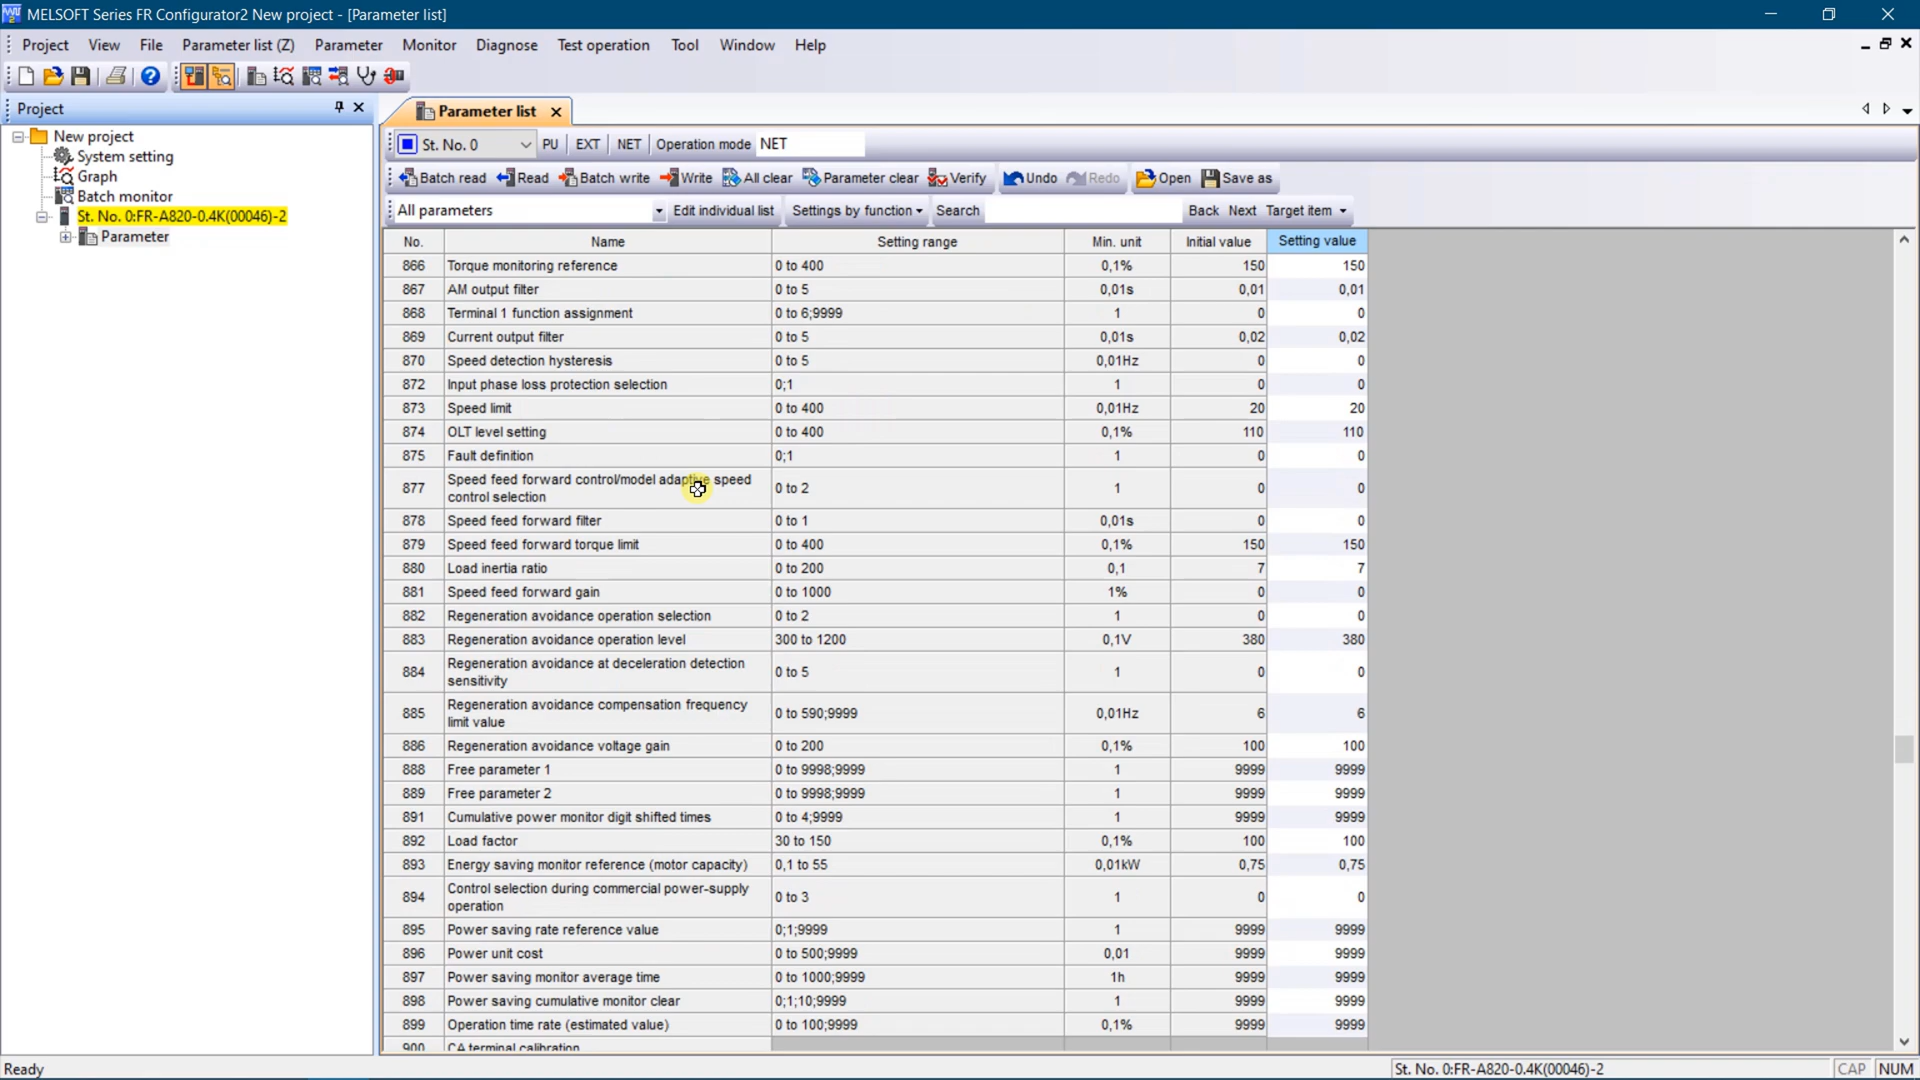 MELSOFT Series FR Configurator2 New project - [Parameter list]
Project View File Parameter list (Z) Parameter Monitor Diagnose Test operation Tool Window Help
Project
New project
System setting
Graph
Batch monitor
St. No. 0:FR-A820-0.4K(00046)-2
Parameter
Parameter list
St. No. 0 PU EXT NET Operation mode NET
Batch read Read Batch write Write All clear Parameter clear Verify Undo Redo Open Save as
All parameters Edit individual list Settings by function Search Back Next Target item
No. Name Setting range Min. unit Initial value Setting value
866 Torque monitoring reference 0 to 400 0,1% 150 150
867 AM output filter 0 to 5 0,01s 0,01 0,01
868 Terminal 1 function assignment 0 to 6;9999 1 0 0
869 Current output filter 0 to 5 0,01s 0,02 0,02
870 Speed detection hysteresis 0 to 5 0,01Hz 0 0
872 Input phase loss protection selection 0;1 1 0 0
873 Speed limit 0 to 400 0,01Hz 20 20
874 OLT level setting 0 to 400 0,1% 110 110
875 Fault definition 0;1 1 0 0
877 Speed feed forward control/model adaptive speed control selection 0 to 2 1 0 0
878 Speed feed forward filter 0 to 1 0,01s 0 0
879 Speed feed forward torque limit 0 to 400 0,1% 150 150
880 Load inertia ratio 0 to 200 0,1 7 7
881 Speed feed forward gain 0 to 1000 1% 0 0
882 Regeneration avoidance operation selection 0 to 2 1 0 0
883 Regeneration avoidance operation level 300 to 1200 0,1V 380 380
884 Regeneration avoidance at deceleration detection sensitivity 0 to 5 1 0 0
885 Regeneration avoidance compensation frequency limit value 0 to 590;9999 0,01Hz 6 6
886 Regeneration avoidance voltage gain 0 to 200 0,1% 100 100
888 Free parameter 1 0 to 9998;9999 1 9999 9999
889 Free parameter 2 0 to 9998;9999 1 9999 9999
891 Cumulative power monitor digit shifted times 0 to 4;9999 1 9999 9999
892 Load factor 30 to 150 0,1% 100 100
893 Energy saving monitor reference (motor capacity) 0,1 to 55 0,01kW 0,75 0,75
894 Control selection during commercial power-supply operation 0 to 3 1 0 0
895 Power saving rate reference value 0;1;9999 1 9999 9999
896 Power unit cost 0 to 500;9999 0,01 9999 9999
897 Power saving monitor average time 0 to 1000;9999 1h 9999 9999
898 Power saving cumulative monitor clear 0;1;10;9999 1 9999 9999
899 Operation time rate (estimated value) 0 to 100;9999 0,1% 9999 9999
900 CA terminal calibration
Ready St. No. 0:FR-A820-0.4K(00046)-2 CAP NUM